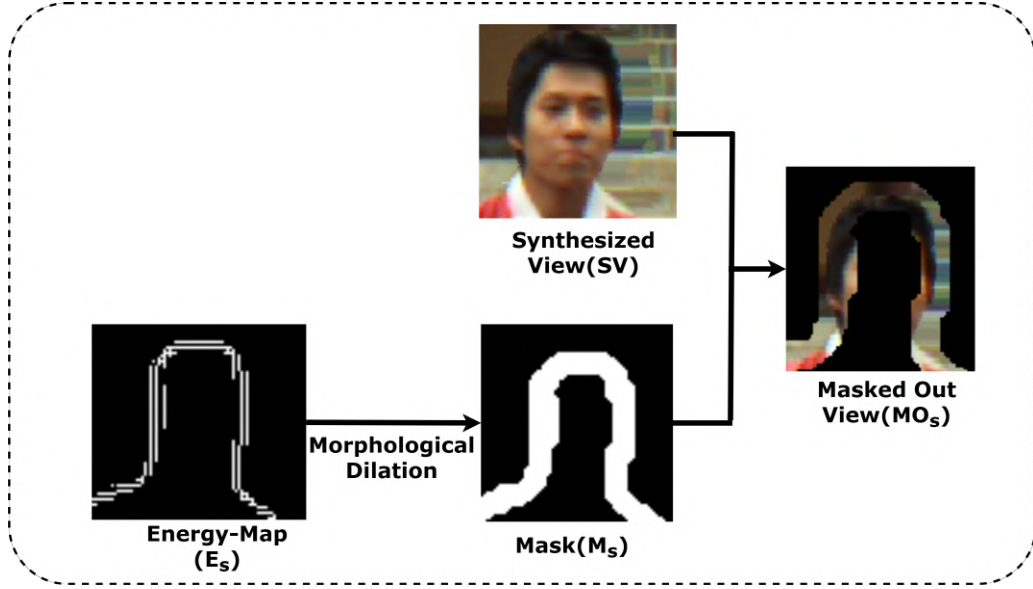 Synthesized
View(SV)
Masked Out
View(MOs)
Morphological
Dilation
Energy-Map
(Es)
Mask(Ms)